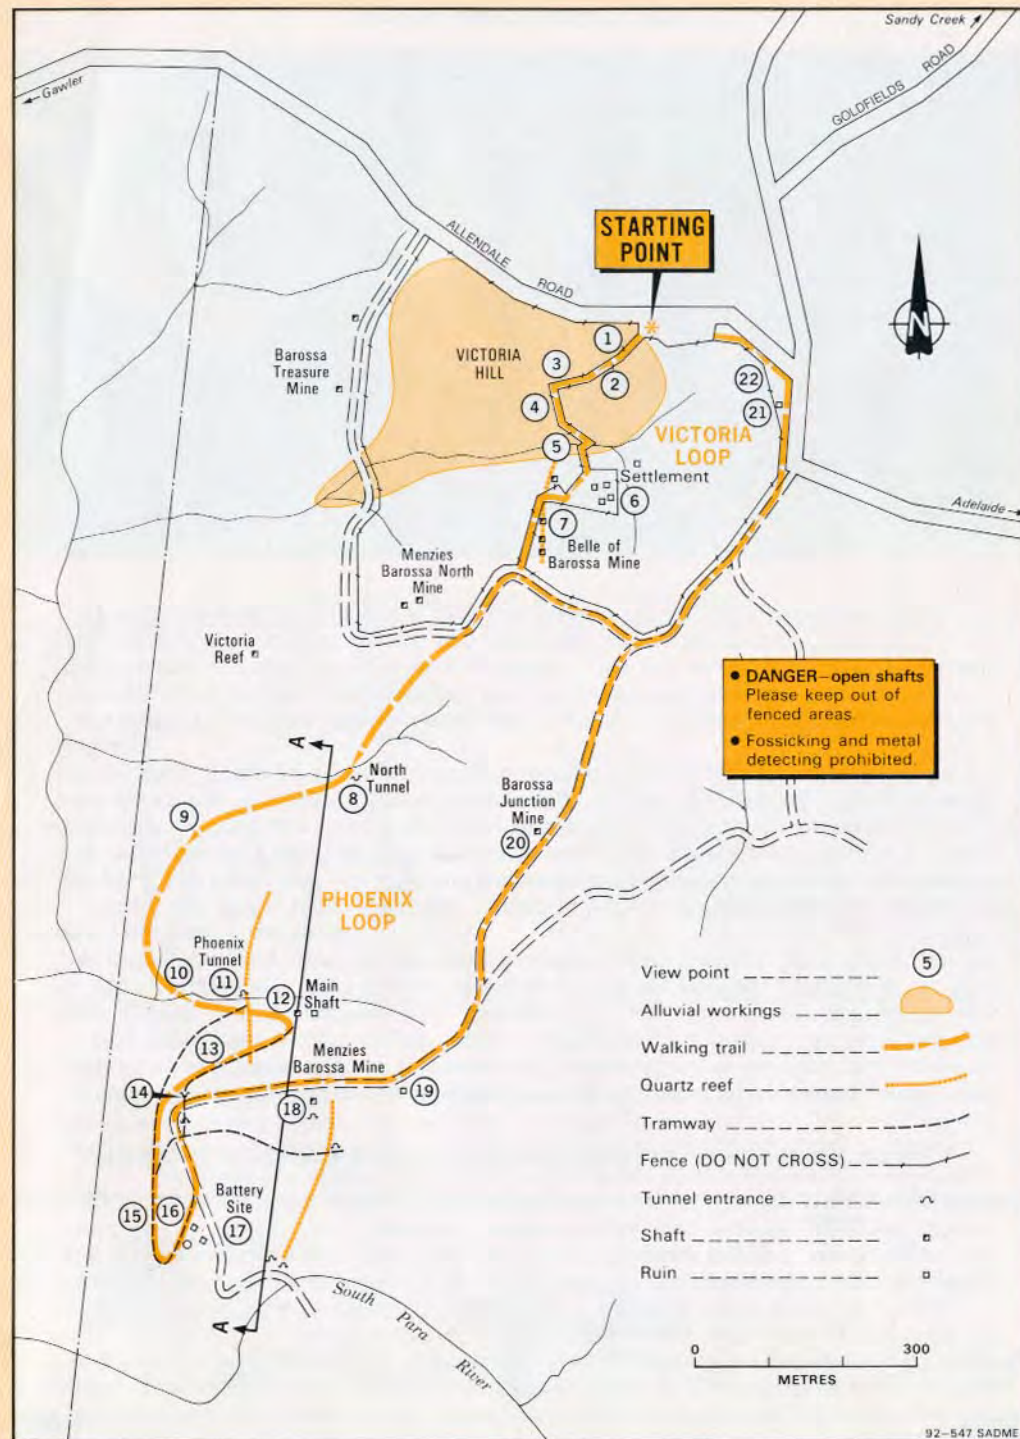 Sandy Creek
Gawler
GOLDFIELDS ROAD
ALLENDALE ROAD
STARTING
POINT
N
1
Barossa
Treasure
Mine
VICTORIA
HILL
3
2
22
4
21
5
VICTORIA
LOOP
Settlement
6
Adelaide
7
Belle of
Barossa Mine
Menzies
Barossa North
Mine
Victoria
Reef
• DANGER–open shafts
Please keep out of
fenced areas.
• Fossicking and metal
detecting prohibited.
A
North
Tunnel
8
9
Barossa
Junction
Mine
20
PHOENIX
LOOP
Phoenix
Tunnel
10
11
12
Main
Shaft
13
Menzies
Barossa Mine
14
18
19
15
16
Battery
Site
17
A
South Para River
View point
5
Alluvial workings
Walking trail
Quartz reef
Tramway
Fence (DO NOT CROSS)
Tunnel entrance
Shaft
Ruin
0 300
METRES
92–547 SADME